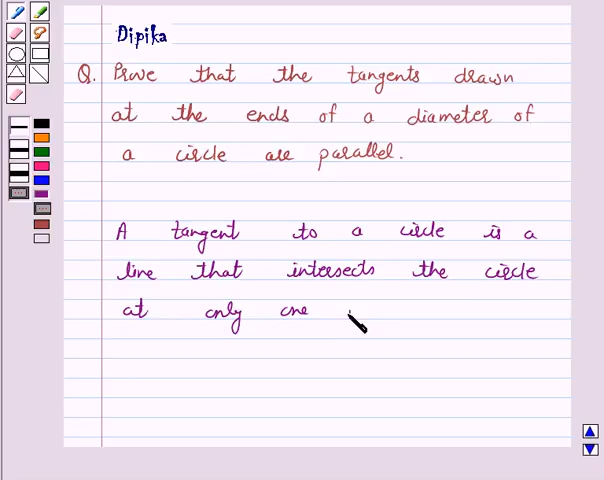 Dipika
Q. Prove that the tangents drawn
at the ends of a diameter of
a circle are parallel.
A tangent to a circle is a
line that intersects the circle
at only one